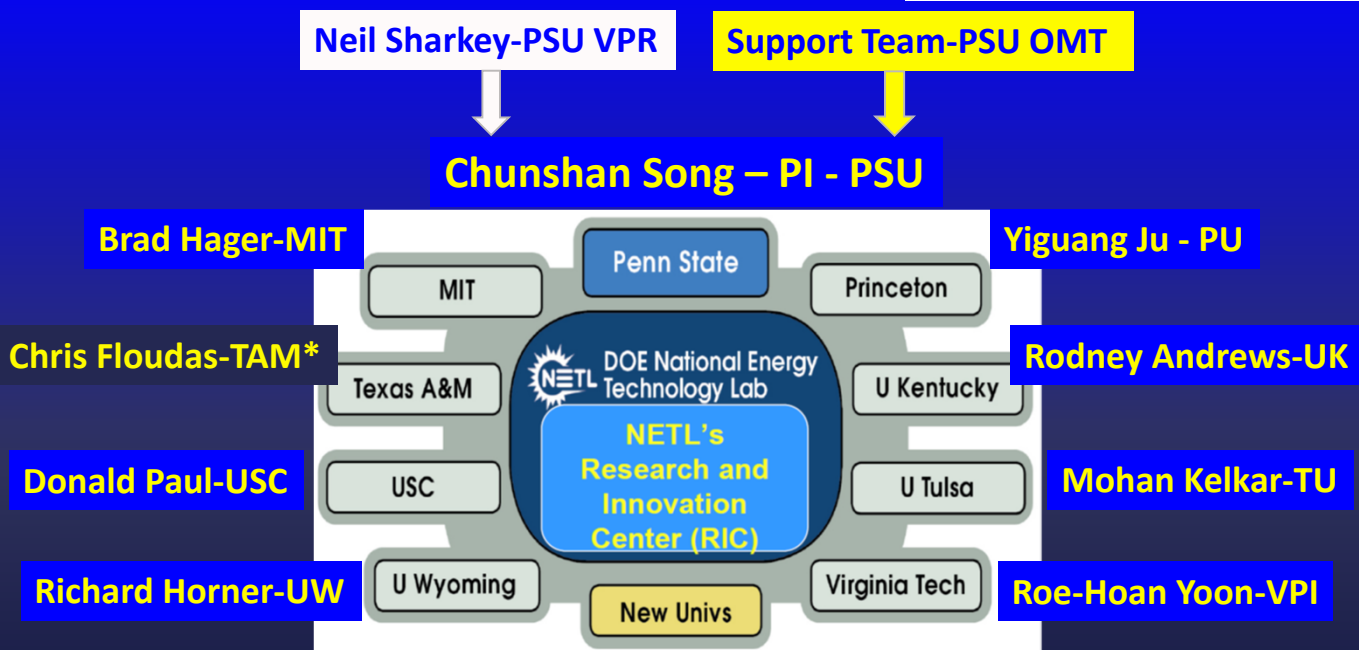 Neil Sharkey-PSU VPR
Support Team-PSU OMT
Chunshan Song – PI - PSU
Brad Hager-MIT
Yiguang Ju - PU
Penn State
MIT
Princeton
Chris Floudas-TAM*
Rodney Andrews-UK
NETL
DOE National Energy
Technology Lab
Texas A&M
U Kentucky
NETL's
Research and
Innovation
Center (RIC)
Donald Paul-USC
USC
U Tulsa
Mohan Kelkar-TU
Richard Horner-UW
U Wyoming
New Univs
Virginia Tech
Roe-Hoan Yoon-VPI